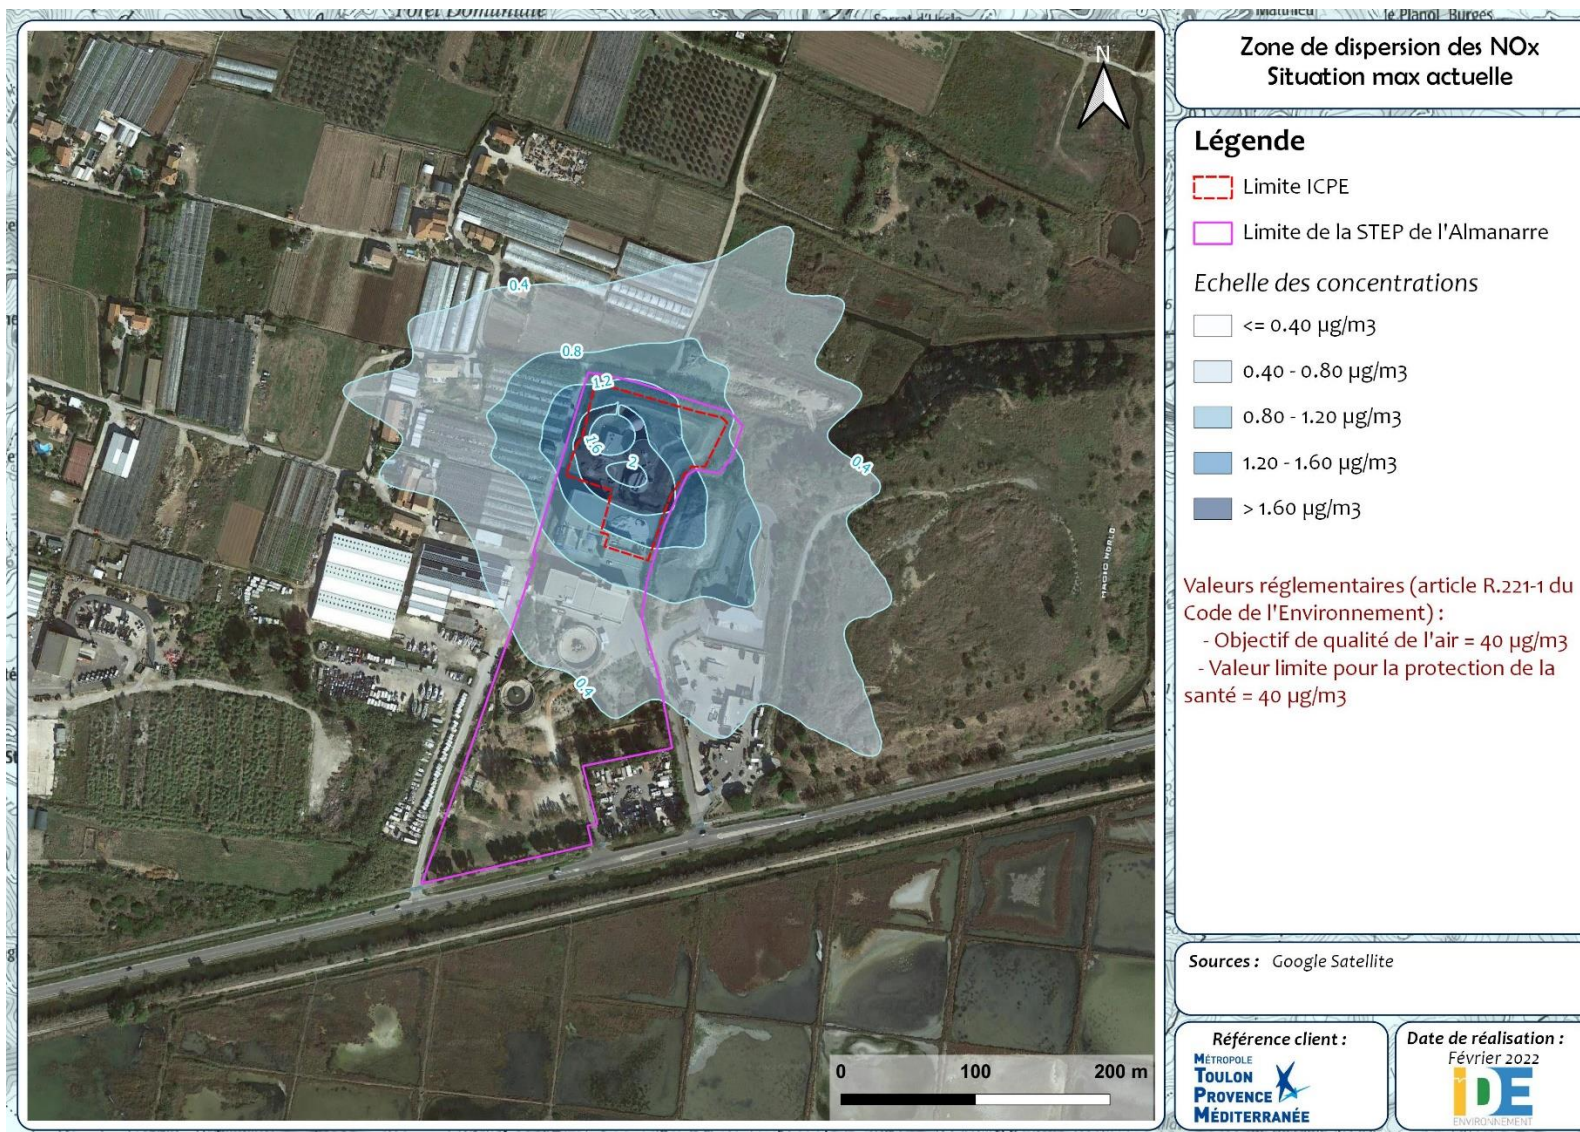 Forêt Domaniale
Zone de dispersion des NOx
Situation max actuelle
N
Légende
Limite ICPE
Limite de la STEP de l'Almanarre
Echelle des concentrations
<= 0.40 µg/m3
0.40 - 0.80 µg/m3
0.80 - 1.20 µg/m3
1.20 - 1.60 µg/m3
> 1.60 µg/m3
Valeurs réglementaires (article R.221-1 du
Code de l'Environnement) :
- Objectif de qualité de l'air = 40 µg/m3
- Valeur limite pour la protection de la
santé = 40 µg/m3
0.4
0.8
1.2
1.6
2
0.4
0.4
MAGIC WORLD
0 100 200 m
Sources : Google Satellite
Référence client :
MÉTROPOLE
TOULON
PROVENCE
MÉDITERRANÉE
Date de réalisation :
Février 2022
iDE
ENVIRONNEMENT